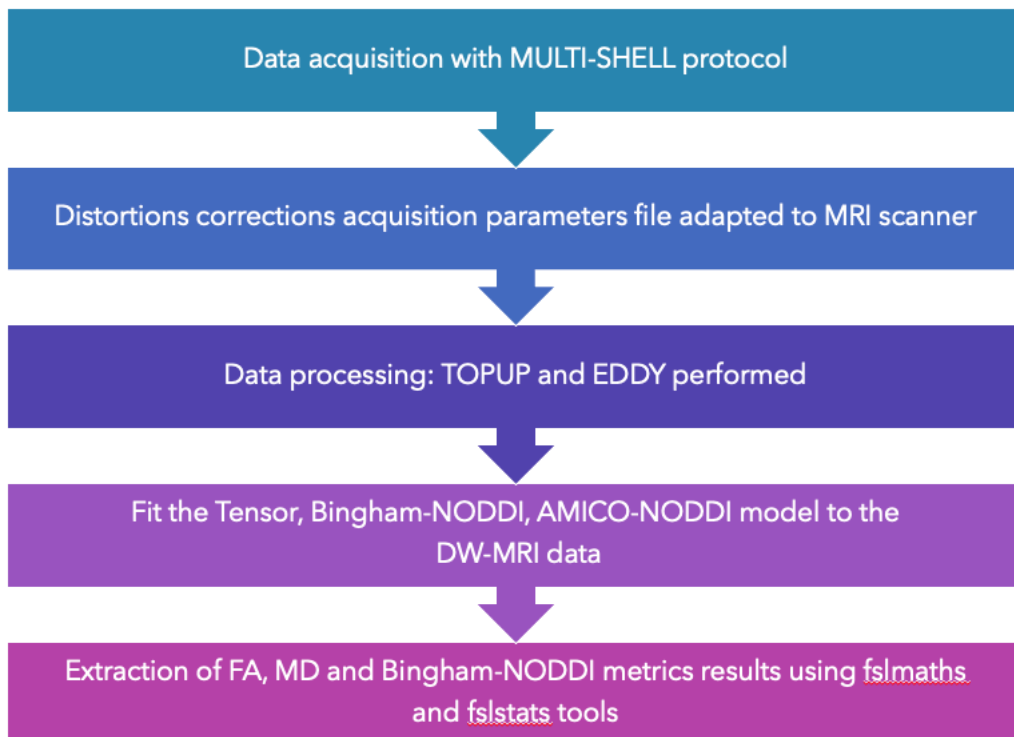 Data acquisition with MULTI-SHELL protocol
Distortions corrections acquisition parameters file adapted to MRI scanner
Data processing: TOPUP and EDDY performed
Fit the Tensor, Bingham-NODDI, AMICO-NODDI model to the
DW-MRI data
Extraction of FA, MD and Bingham-NODDI metrics results using fslmaths
and fslstats tools